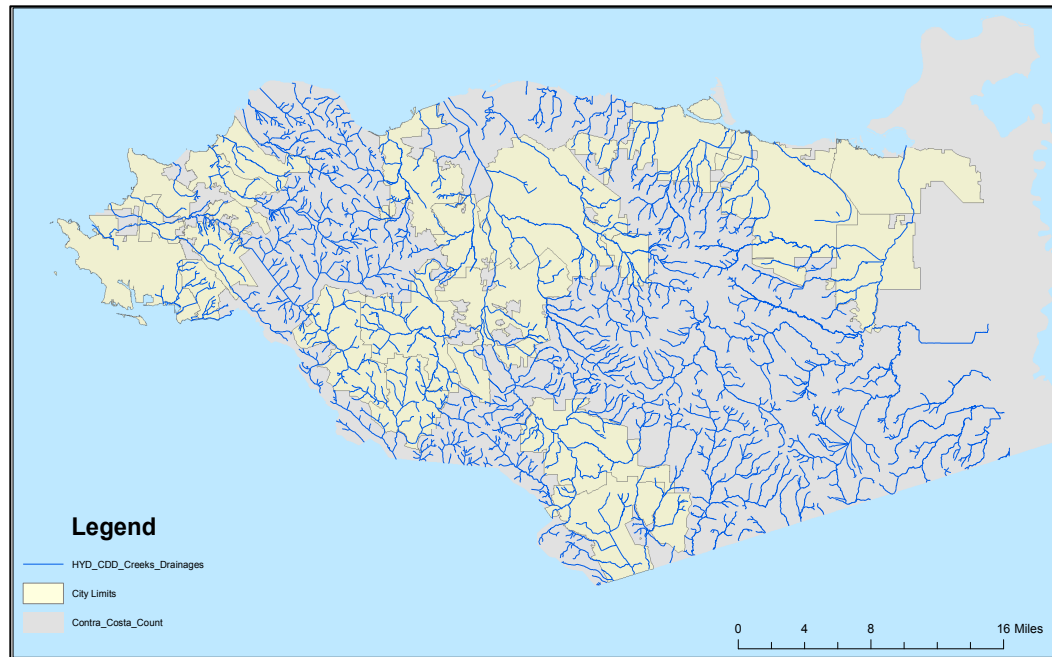 Legend
HYD_CDD_Creeks_Drainages
City Limits
Contra_Costa_Count
0 4 8 16 Miles